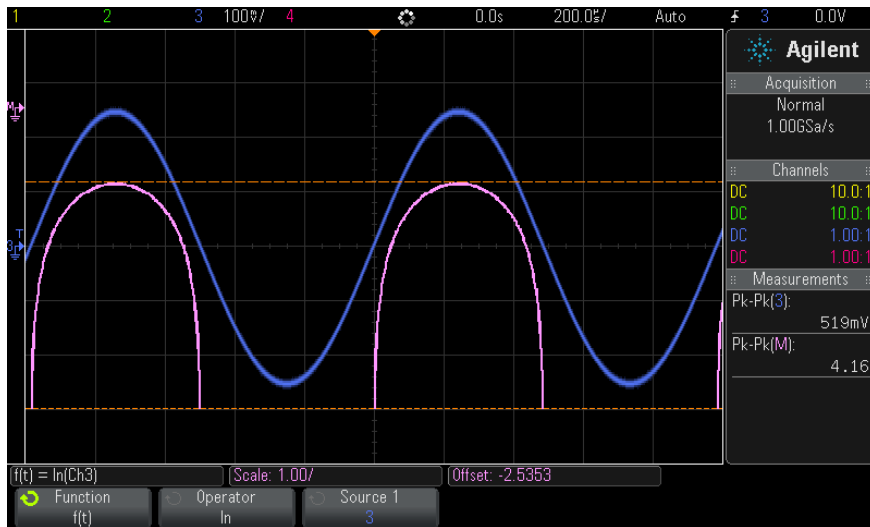 1 2 3 100mV/ 4 0.0s 200.0µs/ Auto 3 0.0V
Agilent
Acquisition
Normal
1.00GSa/s
Channels
DC 10.0:1
DC 10.0:1
DC 1.00:1
DC 1.00:1
Measurements
Pk-Pk(3):
519mV
Pk-Pk(M):
4.16
M
T
3
f(t) = ln(Ch3) Scale: 1.00/ Offset: -2.5353
Function Operator Source 1
f(t) ln 3